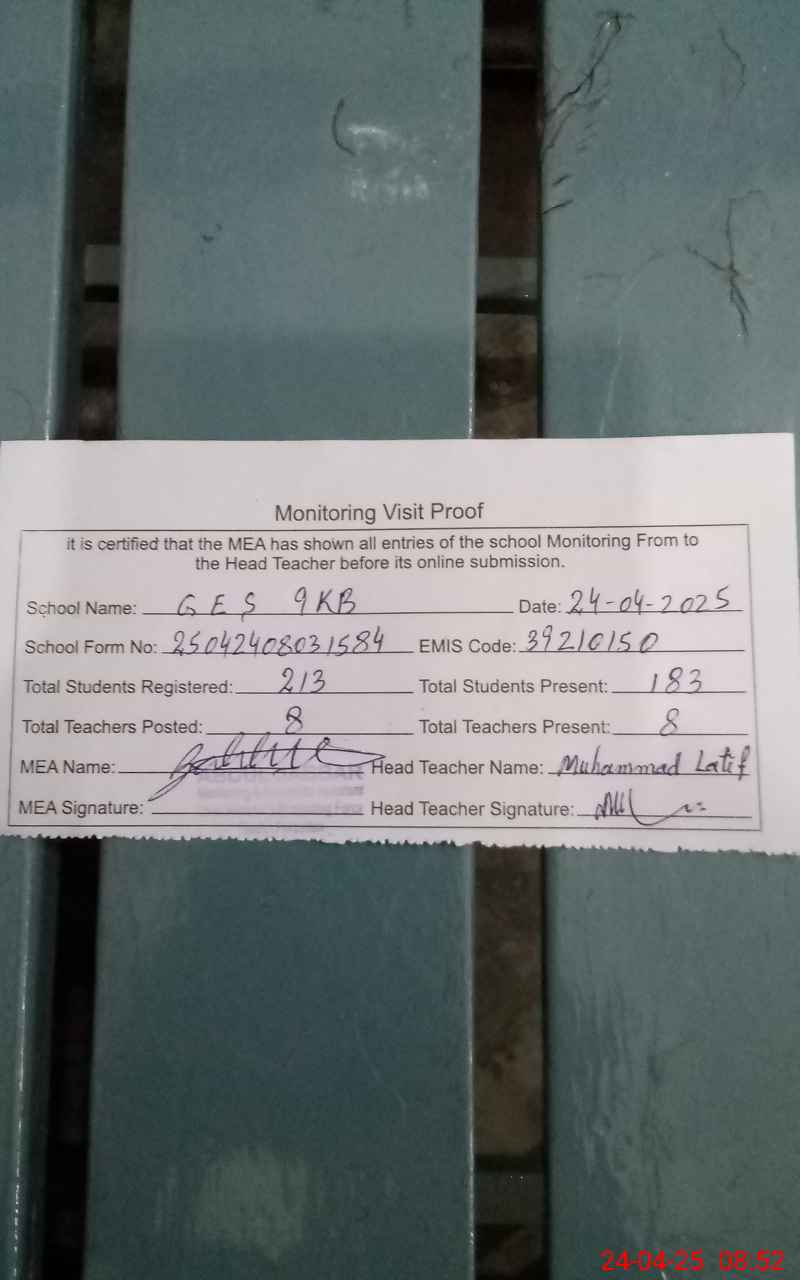 Monitoring Visit Proof
it is certified that the MEA has shown all entries of the school Monitoring From to
the Head Teacher before its online submission.
School Name: GES 9KB Date: 24-04-2025
School Form No: 25042408031584 EMIS Code: 39210150
Total Students Registered: 213 Total Students Present: 183
Total Teachers Posted: 8 Total Teachers Present: 8
MEA Name: Head Teacher Name: Muhammad Latif
MEA Signature: Head Teacher Signature:
24-04-25 08:52